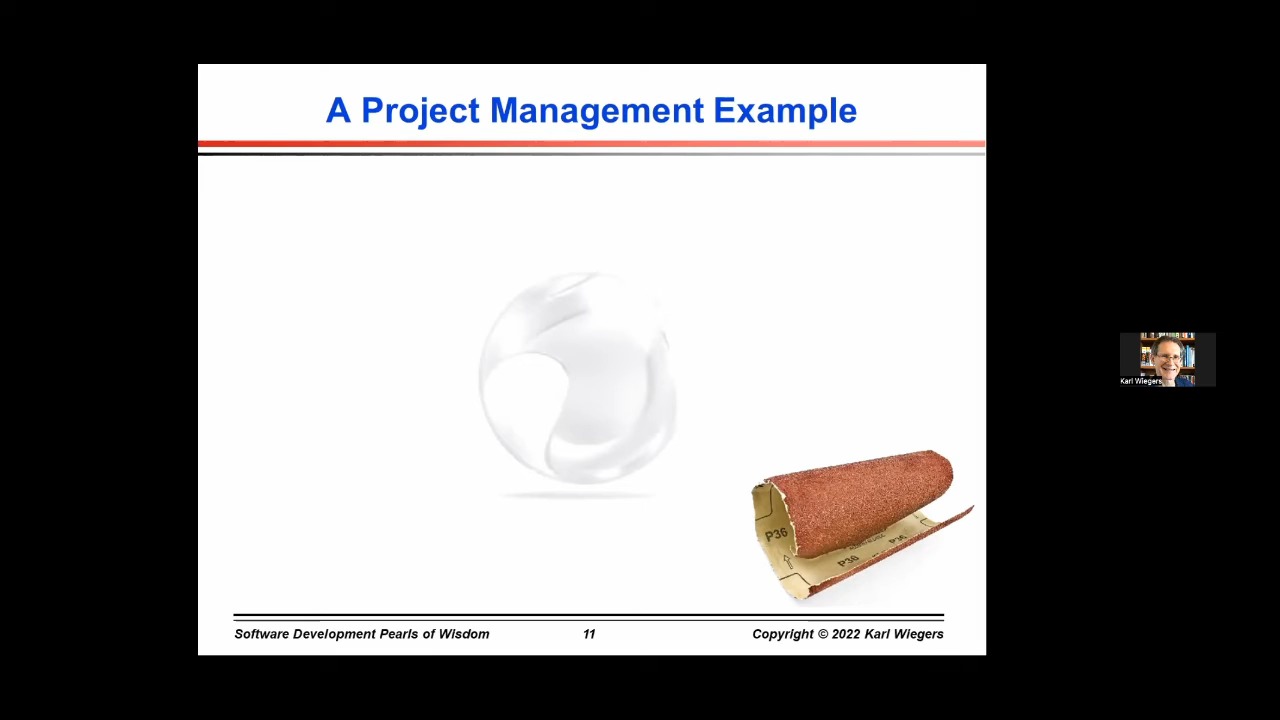 A Project Management Example
P36
P36
P36
Software Development Pearls of Wisdom
11
Copyright © 2022 Karl Wiegers
Karl Wiegers